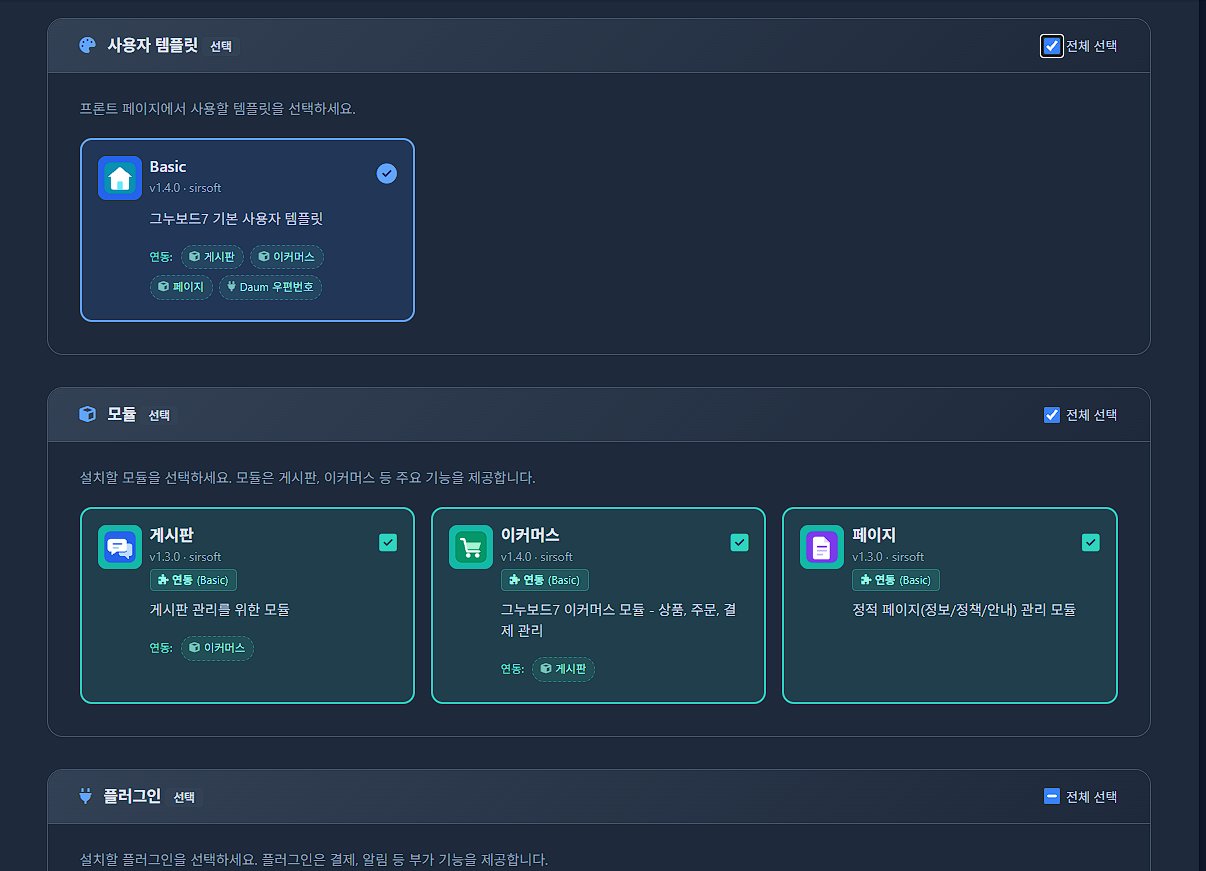 사용자 템플릿 선택 전체 선택
프론트 페이지에서 사용할 템플릿을 선택하세요.
Basic
v1.4.0 · sirsoft
그누보드7 기본 사용자 템플릿
연동: 게시판 이커머스
페이지 Daum 우편번호
모듈 선택 전체 선택
설치할 모듈을 선택하세요. 모듈은 게시판, 이커머스 등 주요 기능을 제공합니다.
게시판
v1.3.0 · sirsoft
연동 (Basic)
게시판 관리를 위한 모듈
연동: 이커머스
이커머스
v1.4.0 · sirsoft
연동 (Basic)
그누보드7 이커머스 모듈 - 상품, 주문, 결
제 관리
연동: 게시판
페이지
v1.3.0 · sirsoft
연동 (Basic)
정적 페이지(정보/정책/안내) 관리 모듈
플러그인 선택 전체 선택
설치할 플러그인을 선택하세요. 플러그인은 결제, 알림 등 부가 기능을 제공합니다.